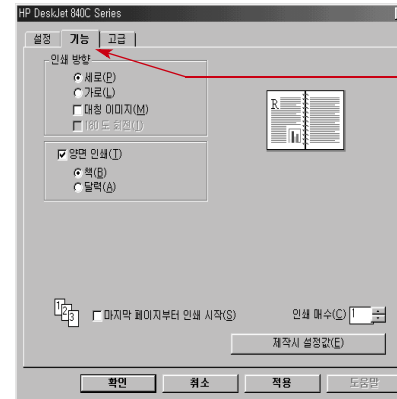 HP DeskJet 840C Series
설정 기능 고급
인쇄 방향
세로(P)
가로(L)
대칭 이미지(M)
180 도 회전(I)
R
양면 인쇄(T)
책(B)
달력(A)
1 2 3
마지막 페이지부터 인쇄 시작(S)
인쇄 매수(C) 1
제작시 설정값(E)
확인 취소 적용 도움말